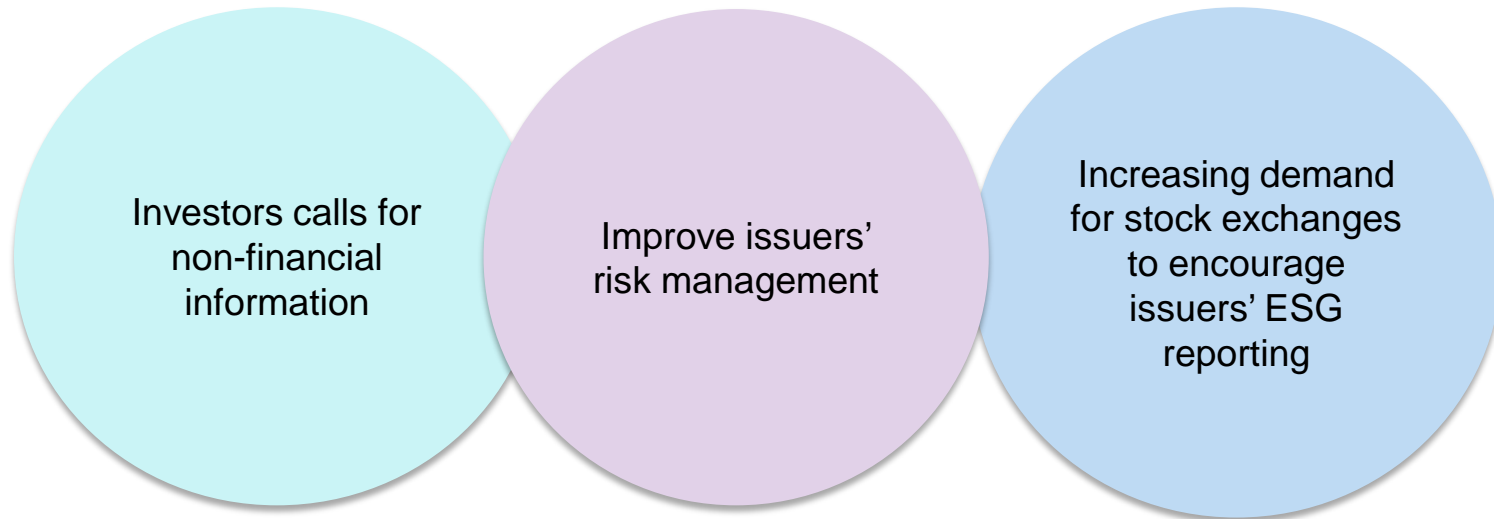 Investors calls for
non-financial
information
Improve issuers’
risk management
Increasing demand
for stock exchanges
to encourage
issuers’ ESG
reporting